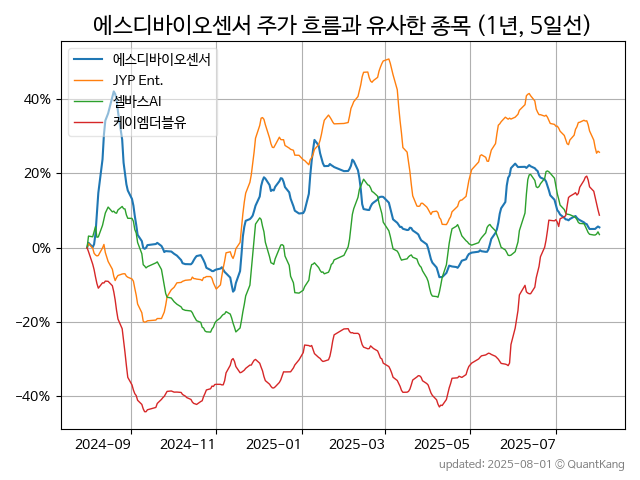 에스디바이오센서 주가 흐름과 유사한 종목 (1년, 5일선)
에스디바이오센서
JYP Ent.
셀바스AI
케이엠더블유
40%
20%
0%
−20%
−40%
2024-09 2024-11 2025-01 2025-03 2025-05 2025-07
updated: 2025-08-01 © QuantKang